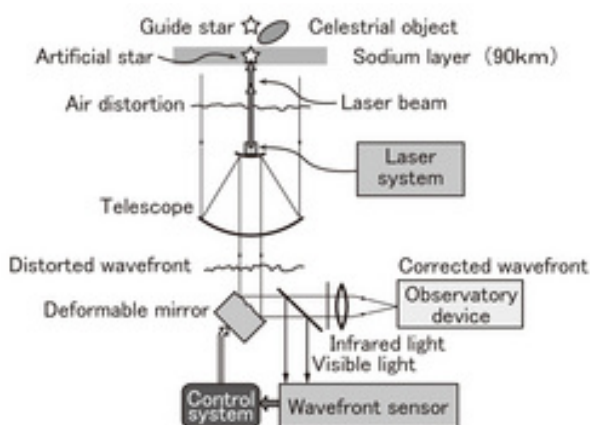 Guide star
Celestrial object
Artificial star
Sodium layer (90km)
Air distortion
Laser beam
Laser
system
Telescope
Distorted wavefront
Corrected wavefront
Deformable mirror
Observatory
device
Infrared light
Visible light
Control
system
Wavefront sensor